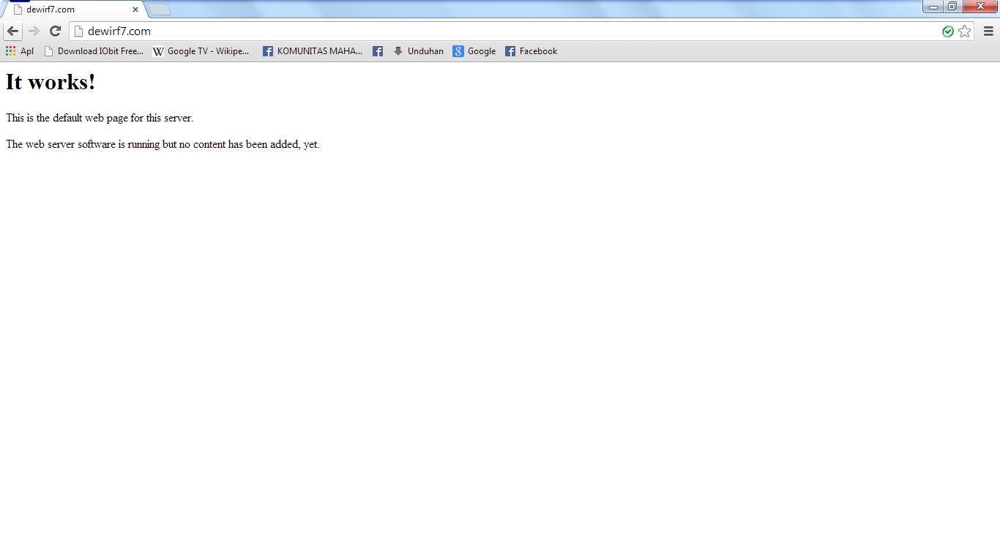 dewirf7.com
dewirf7.com
Apl Download IObit Free... Google TV - Wikipe... KOMUNITAS MAHA... Unduhan Google Facebook
It works!
This is the default web page for this server.
The web server software is running but no content has been added, yet.